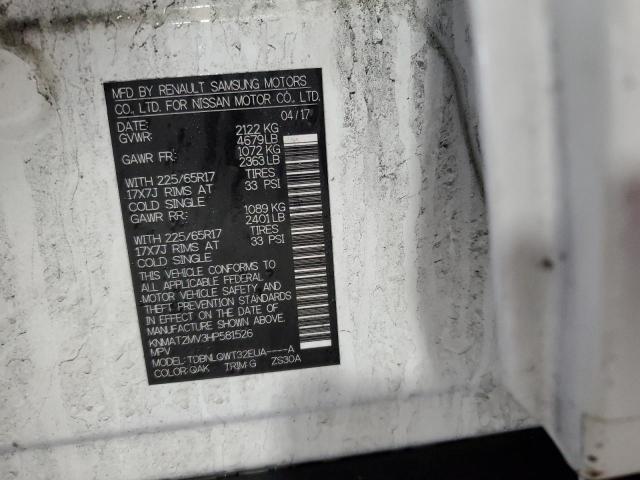 MFD BY RENAULT SAMSUNG MOTORS
CO., LTD. FOR NISSAN MOTOR CO., LTD.
DATE: 04/17
GVWR: 2122 KG
4679LB
GAWR FR: 1072 KG
2363LB
WITH 225/65R17 TIRES
17X7J RIMS AT 33 PSI
COLD SINGLE
GAWR RR: 1089 KG
2401LB
WITH 225/65R17 TIRES
17X7J RIMS AT 33 PSI
COLD SINGLE
THIS VEHICLE CONFORMS TO
ALL APPLICABLE FEDERAL
MOTOR VEHICLE SAFETY AND
THEFT PREVENTION STANDARDS
IN EFFECT ON THE DATE OF
MANUFACTURE SHOWN ABOVE.
KNMAT2MV3HP581526
MPV
MODEL: TDBNLQWT32EUA----A
COLOR: QAK TRIM: G ZS30A